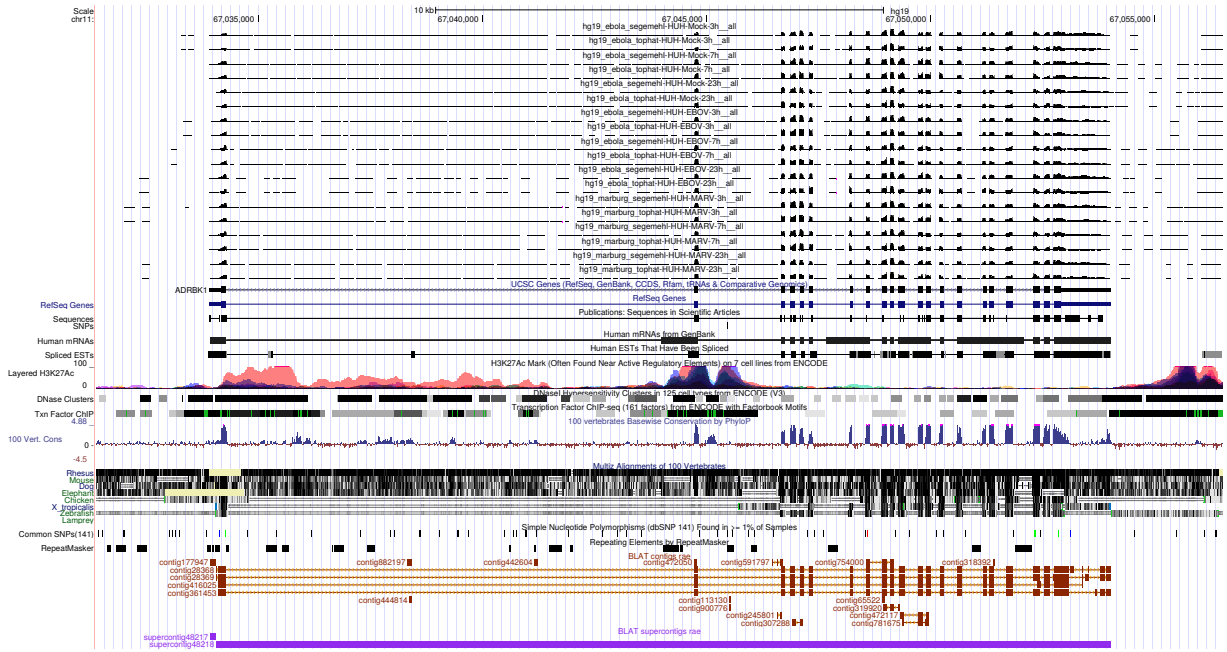 Scale 10 kb hg19
chr11: 67,035,000 67,040,000 67,045,000 67,050,000 67,055,000
hg19_ebola_segemehl-HUH-Mock-3h__all
hg19_ebola_tophat-HUH-Mock-3h__all
hg19_ebola_segemehl-HUH-Mock-7h__all
hg19_ebola_tophat-HUH-Mock-7h__all
hg19_ebola_segemehl-HUH-Mock-23h__all
hg19_ebola_tophat-HUH-Mock-23h__all
hg19_ebola_segemehl-HUH-EBOV-3h__all
hg19_ebola_tophat-HUH-EBOV-3h__all
hg19_ebola_segemehl-HUH-EBOV-7h__all
hg19_ebola_tophat-HUH-EBOV-7h__all
hg19_ebola_segemehl-HUH-EBOV-23h__all
hg19_ebola_tophat-HUH-EBOV-23h__all
hg19_marburg_segemehl-HUH-MARV-3h__all
hg19_marburg_tophat-HUH-MARV-3h__all
hg19_marburg_segemehl-HUH-MARV-7h__all
hg19_marburg_tophat-HUH-MARV-7h__all
hg19_marburg_segemehl-HUH-MARV-23h__all
hg19_marburg_tophat-HUH-MARV-23h__all
UCSC Genes (RefSeq, GenBank, CCDS, Rfam, tRNAs & Comparative Genomics)
ADRBK1
RefSeq Genes
RefSeq Genes
Publications: Sequences in Scientific Articles
Sequences
SNPs
Human mRNAs from GenBank
Human mRNAs
Human ESTs That Have Been Spliced
Spliced ESTs
H3K27Ac Mark (Often Found Near Active Regulatory Elements) on 7 cell lines from ENCODE
100
Layered H3K27Ac
0
DNaseI Hypersensitivity Clusters in 125 cell types from ENCODE (V3)
DNase Clusters
Transcription Factor ChIP-seq (161 factors) from ENCODE with Factorbook Motifs
Txn Factor ChIP
100 vertebrates Basewise Conservation by PhyloP
4.88
100 Vert. Cons
0
-4.5
Multiz Alignments of 100 Vertebrates
Rhesus
Mouse
Dog
Elephant
Chicken
X_tropicalis
Zebrafish
Lamprey
Simple Nucleotide Polymorphisms (dbSNP 141) Found in >= 1% of Samples
Common SNPs(141)
Repeating Elements by RepeatMasker
RepeatMasker
BLAT contigs rae
contig177947 contig882197 contig442604 contig472050 contig591797 contig754000 contig318392
contig28368
contig28369
contig416025
contig361453
contig444814 contig113130 contig65522
contig900776 contig319920
contig245801 contig472117
contig307288 contig781675
BLAT supercontigs rae
supercontig48217
supercontig48218